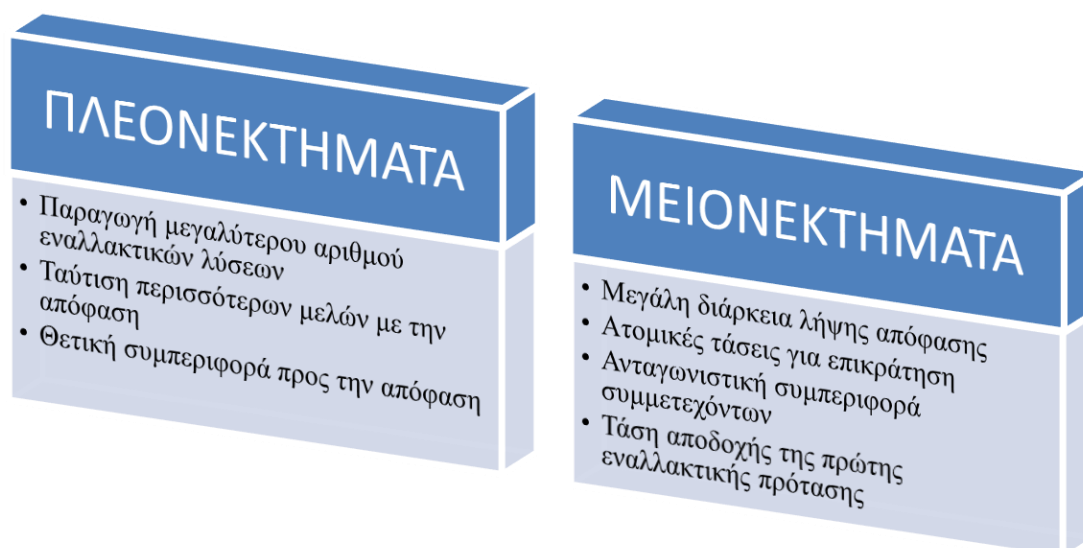 ΠΛΕΟΝΕΚΤΗΜΑΤΑ
• Παραγωγή μεγαλύτερου αριθμού
εναλλακτικών λύσεων
• Ταύτιση περισσότερων μελών με την
απόφαση
• Θετική συμπεριφορά προς την απόφαση
ΜΕΙΟΝΕΚΤΗΜΑΤΑ
• Μεγάλη διάρκεια λήψης απόφασης
• Ατομικές τάσεις για επικράτηση
• Ανταγωνιστική συμπεριφορά
συμμετεχόντων
• Τάση αποδοχής της πρώτης
εναλλακτικής πρότασης